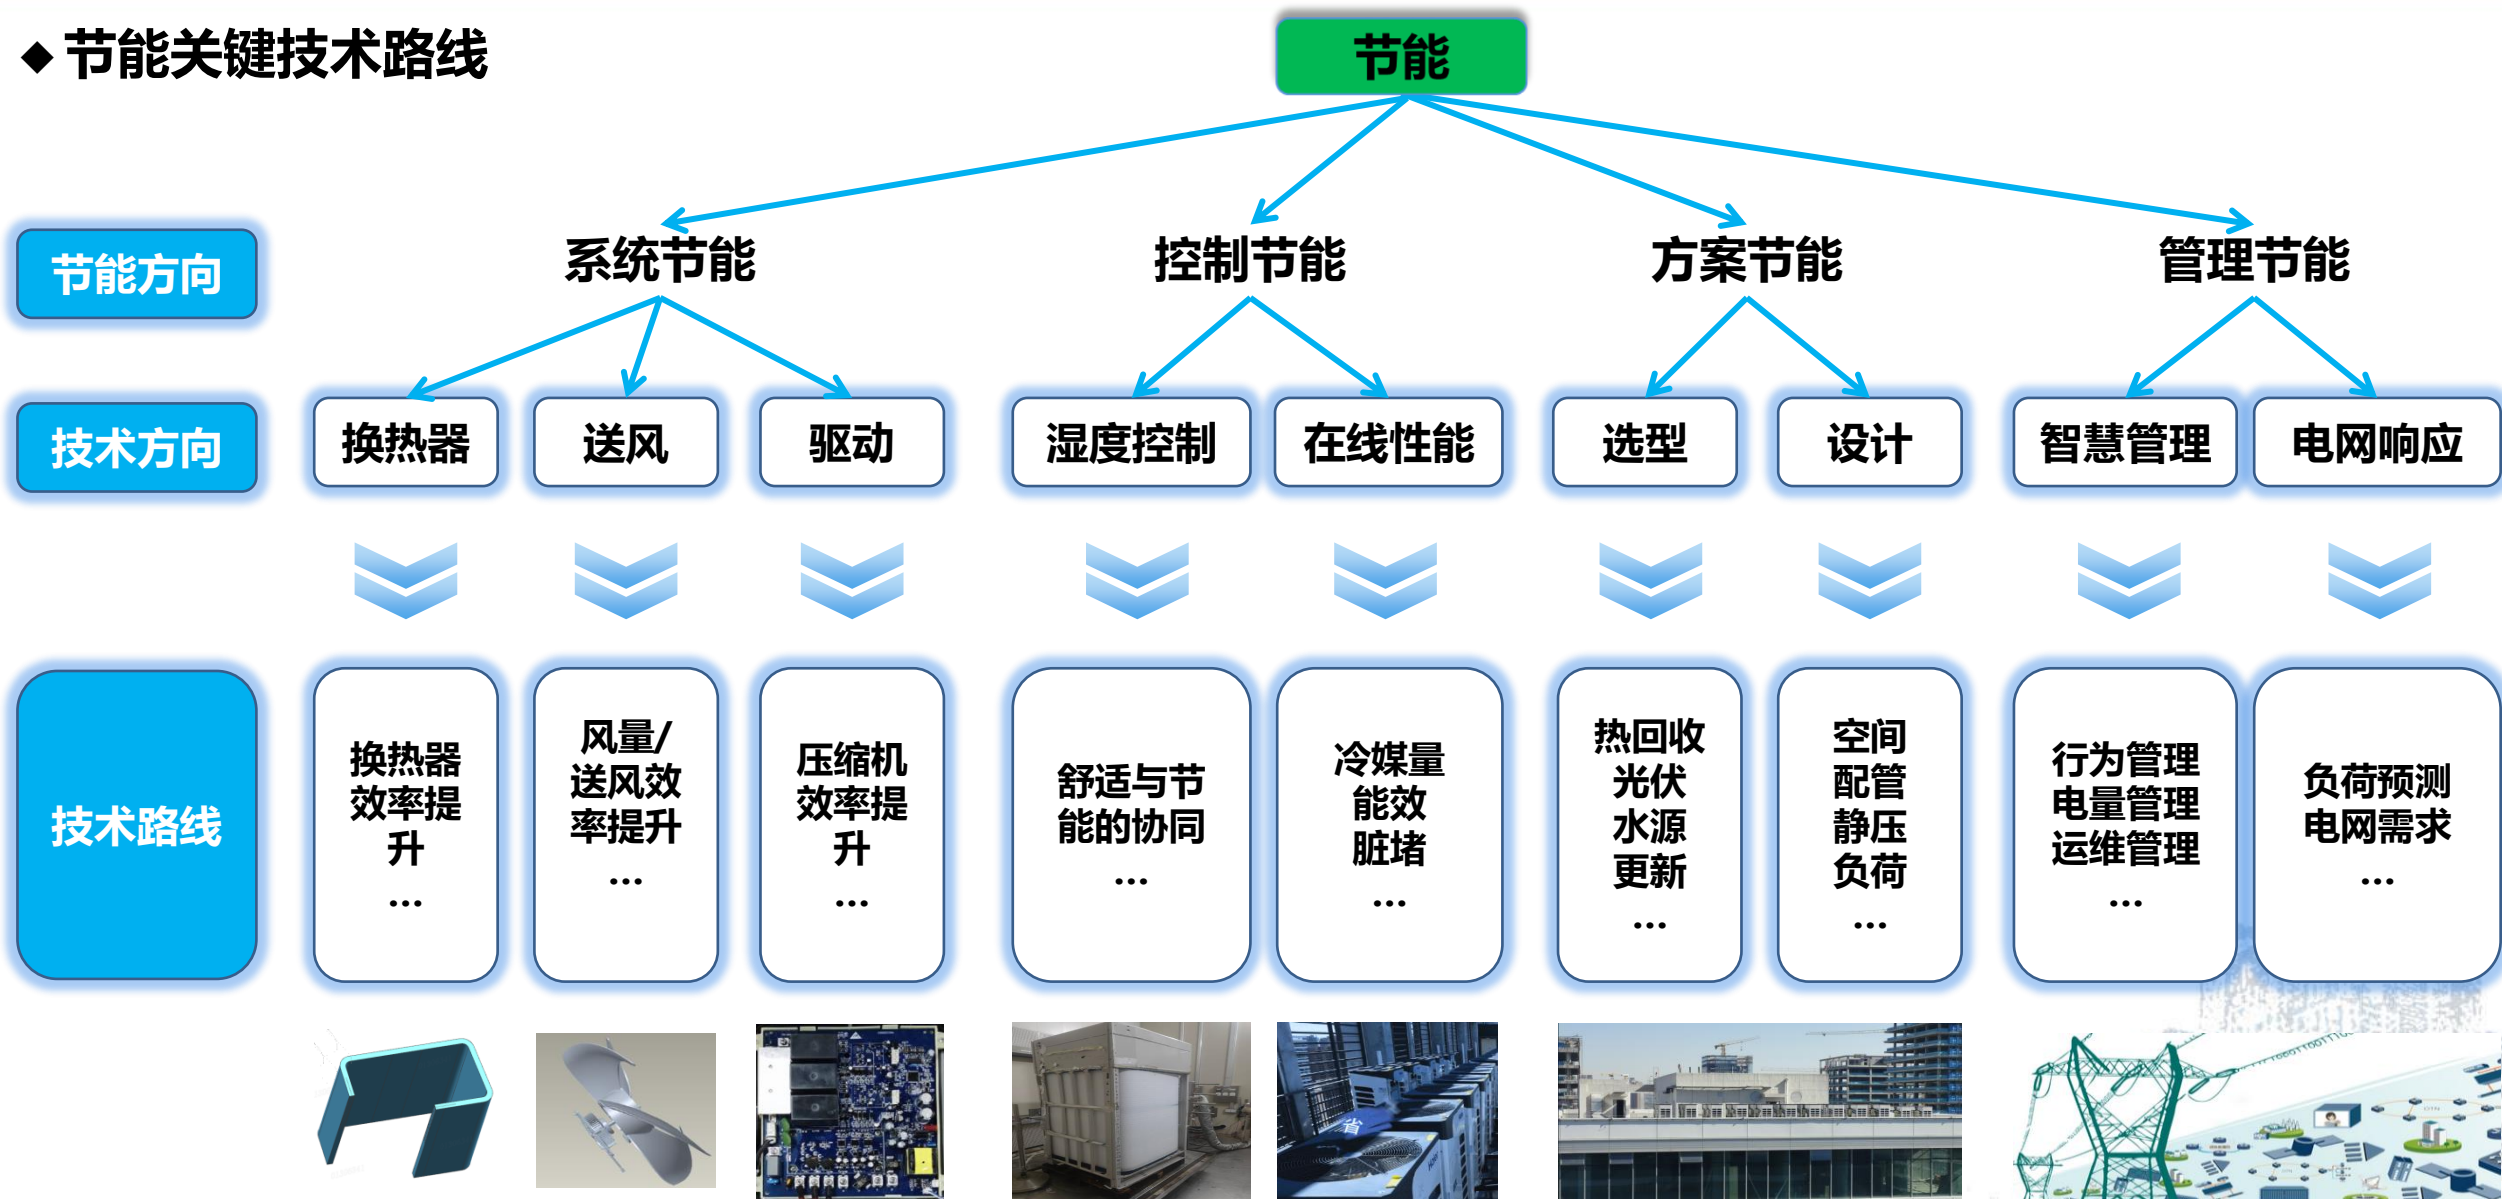 ◆ 节能关键技术路线
节能
节能方向
系统节能
控制节能
方案节能
管理节能
技术方向
换热器
送风
驱动
湿度控制
在线性能
选型
设计
智慧管理
电网响应
技术路线
换热器
效率提
升
...
风量/
送风效
率提升
...
压缩机
效率提
升
...
舒适与节
能的协同
...
冷媒量
能效
脏堵
...
热回收
光伏
水源
更新
...
空间
配管
静压
负荷
...
行为管理
电量管理
运维管理
...
负荷预测
电网需求
...
省